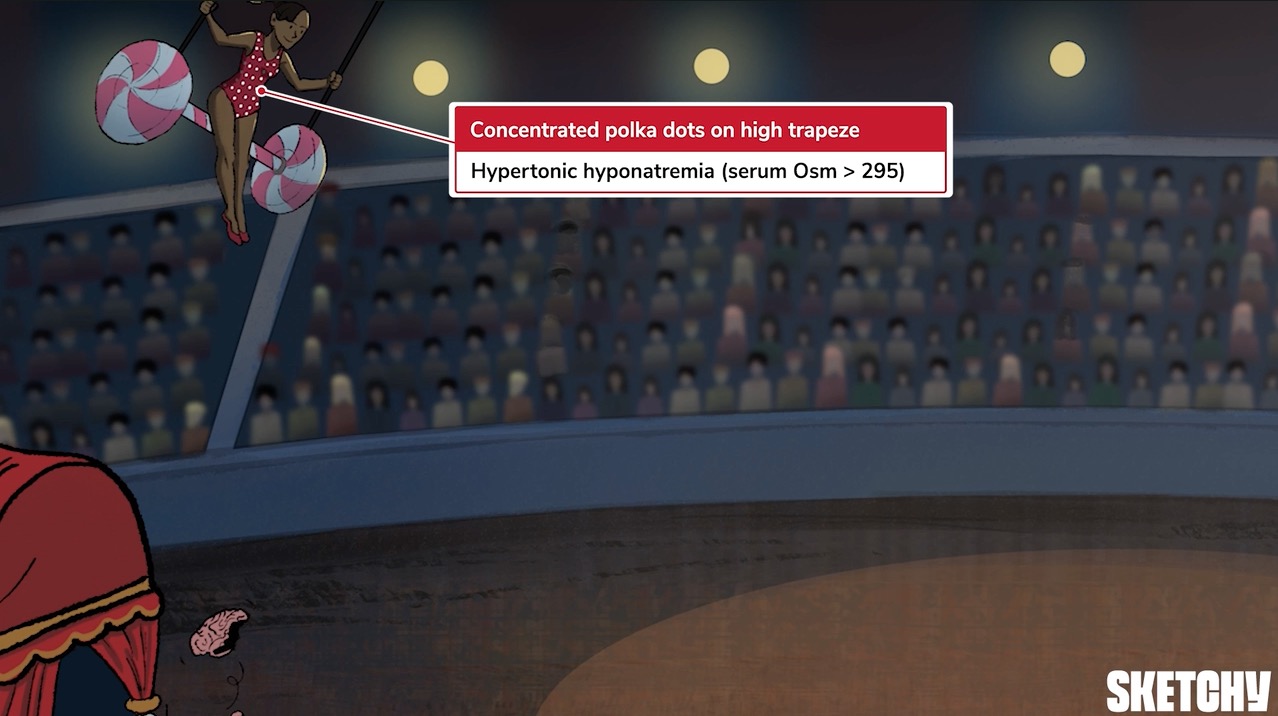 Concentrated polka dots on high trapeze
Hypertonic hyponatremia (serum Osm > 295)
SKETCHY